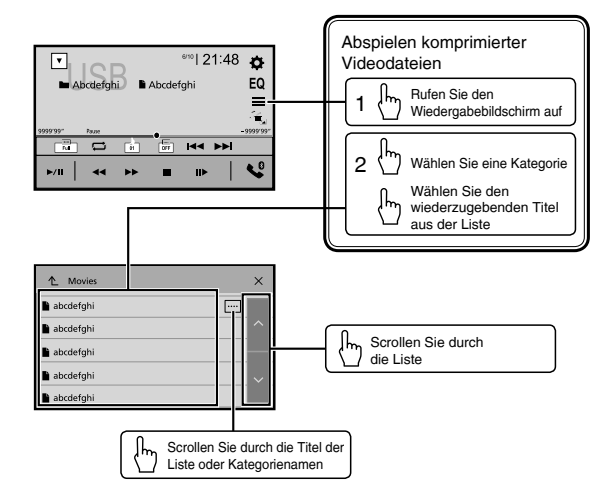 6/10 | 21:48
USB
Abcdefghi Abcdefghi
EQ
9999'99" Pause -9999'99"
Full 01 OFF
Abspielen komprimierter
Videodateien
1 Rufen Sie den
Wiedergabebildschirm auf
2 Wählen Sie eine Kategorie
Wählen Sie den
wiederzugebenden Titel
aus der Liste
Movies
abcdefghi
abcdefghi
abcdefghi
abcdefghi
abcdefghi
Scrollen Sie durch
die Liste
Scrollen Sie durch die Titel der
Liste oder Kategorienamen